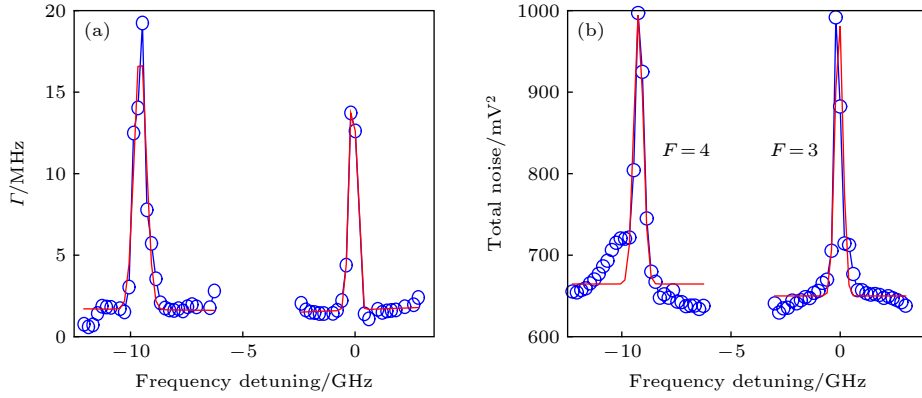 (a)
20
15
10
5
0
Γ/MHz
−10
−5
0
Frequency detuning/GHz
(b)
1000
900
800
700
600
Total noise/mV²
F=4
F=3
−10
−5
0
Frequency detuning/GHz